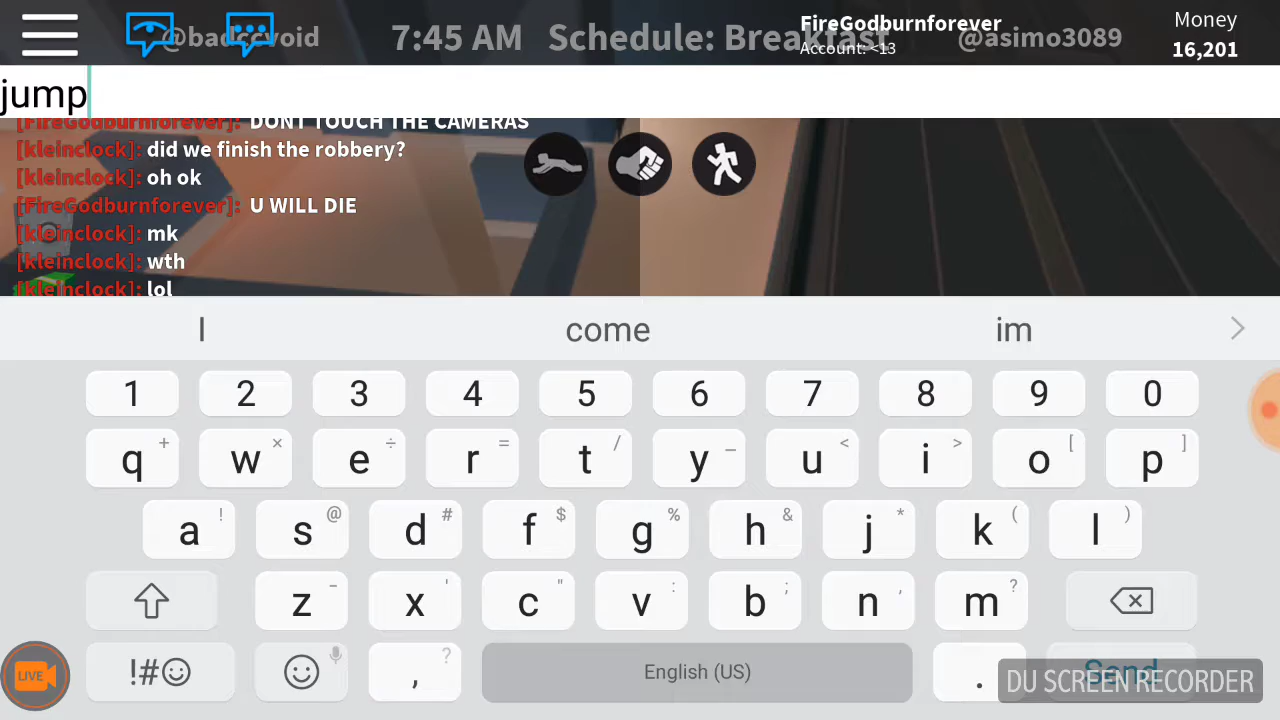 @badccvoid 7:45 AM Schedule: Breakfast @asimo3089
FireGodburnforever
Account: <13
Money
16,201
jump
[FireGodburnforever]: DONT TOUCH THE CAMERAS
[kleinclock]: did we finish the robbery?
[kleinclock]: oh ok
[FireGodburnforever]: U WILL DIE
[kleinclock]: mk
[kleinclock]: wth
[kleinclock]: lol
I come im >
1 2 3 4 5 6 7 8 9 0
q + w × e ÷ r = t / y _ u < i > o [ p ]
a ! s @ d # f $ g % h & j * k ( l )
z - x ' c " v : b ; n , m ?
LIVE !#☺ , ? English (US) . Send
DU SCREEN RECORDER